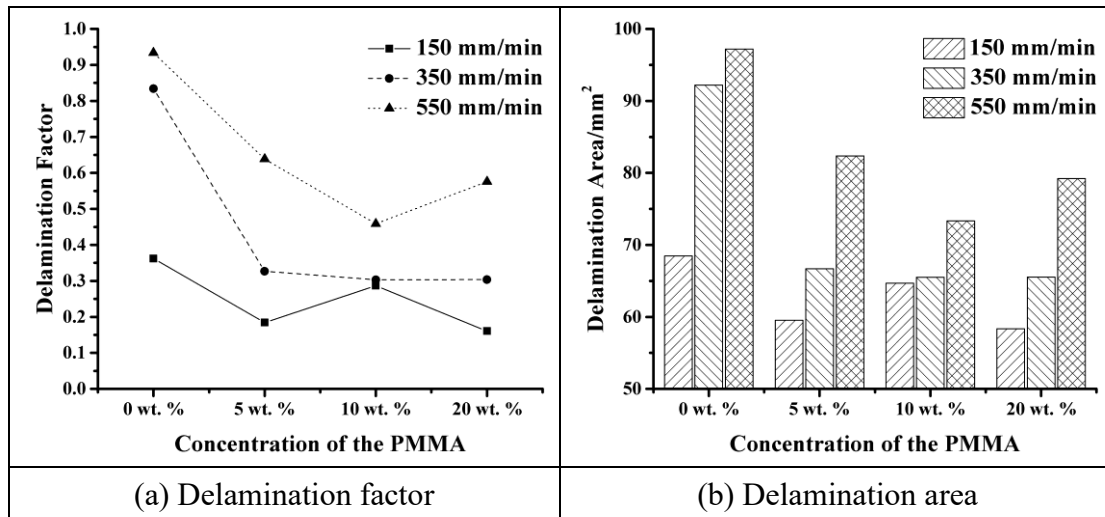 1.0
0.9
0.8
0.7
0.6
0.5
0.4
0.3
0.2
0.1
0.0
Delamination Factor
150 mm/min
350 mm/min
550 mm/min
0 wt. % 5 wt. % 10 wt. % 20 wt. %
Concentration of the PMMA
(a) Delamination factor
100
90
80
70
60
50
Delamination Area/mm²
150 mm/min
350 mm/min
550 mm/min
0 wt. % 5 wt. % 10 wt. % 20 wt. %
Concentration of the PMMA
(b) Delamination area